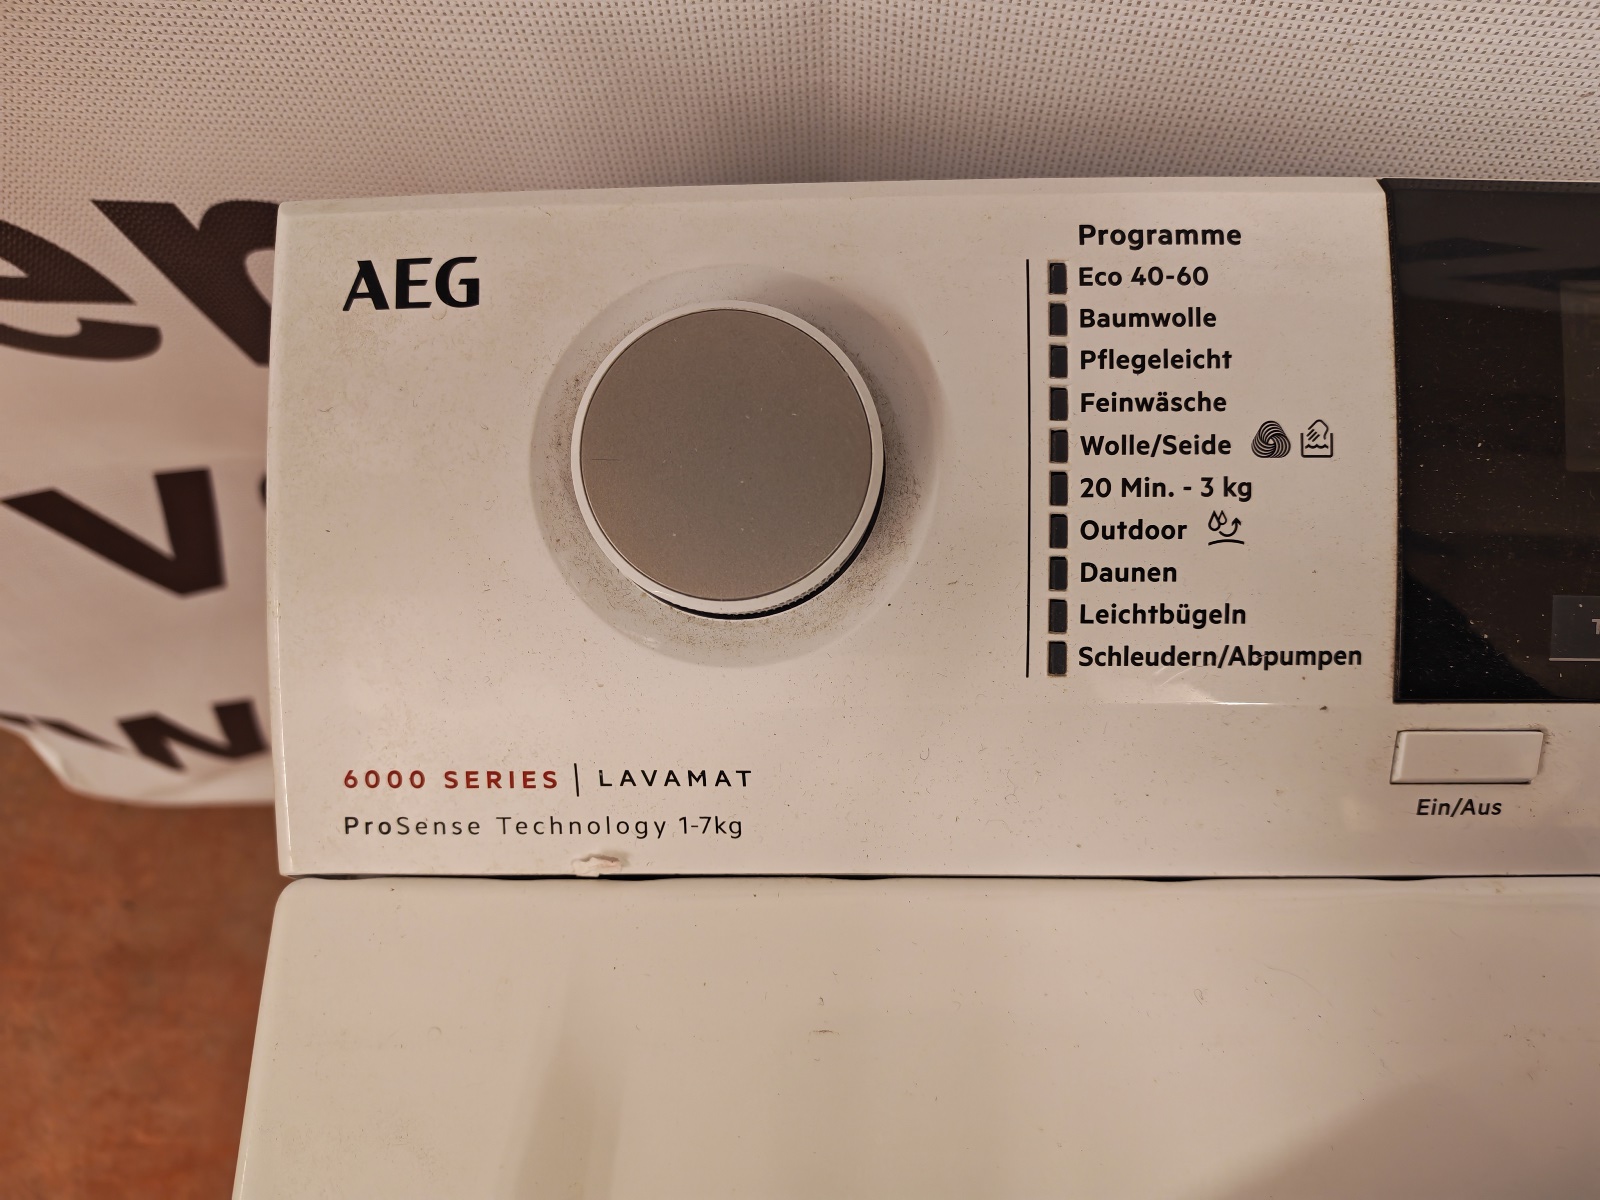 AEG
Programme
Eco 40-60
Baumwolle
Pflegeleicht
Feinwäsche
Wolle/Seide
20 Min. - 3 kg
Outdoor
Daunen
Leichtbügeln
Schleudern/Abpumpen
Ein/Aus
6000 SERIES | LAVAMAT
ProSense Technology 1-7kg